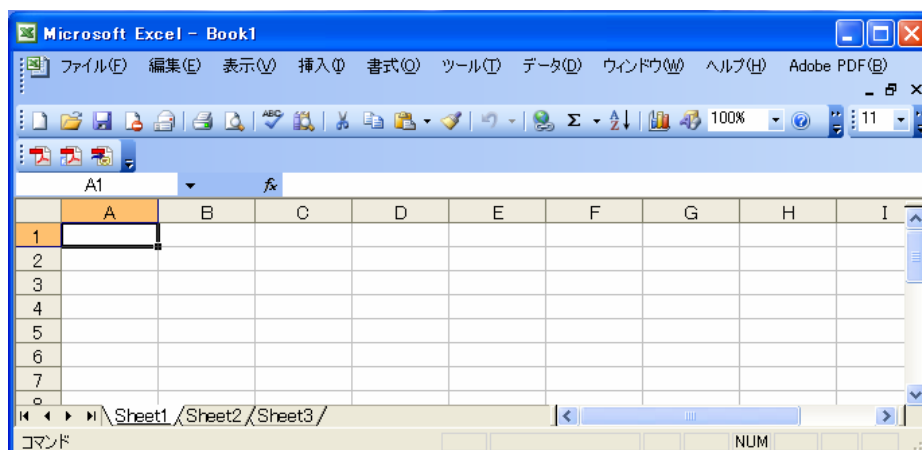 Microsoft Excel - Book1
ファイル(F) 編集(E) 表示(V) 挿入(I) 書式(O) ツール(T) データ(D) ウィンドウ(W) ヘルプ(H) Adobe PDF(B)
ABC Σ A Z 100% ? 11
A1 fx
A B C D E F G H I
1
2
3
4
5
6
7
8
Sheet1 Sheet2 Sheet3
コマンド NUM